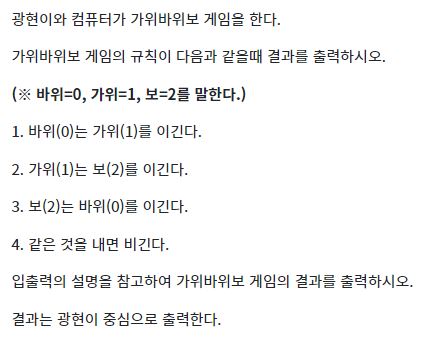 광현이와 컴퓨터가 가위바위보 게임을 한다.
가위바위보 게임의 규칙이 다음과 같을때 결과를 출력하시오.
(※ 바위=0, 가위=1, 보=2를 말한다.)
1. 바위(0)는 가위(1)를 이긴다.
2. 가위(1)는 보(2)를 이긴다.
3. 보(2)는 바위(0)를 이긴다.
4. 같은 것을 내면 비긴다.
입출력의 설명을 참고하여 가위바위보 게임의 결과를 출력하시오.
결과는 광현이 중심으로 출력한다.